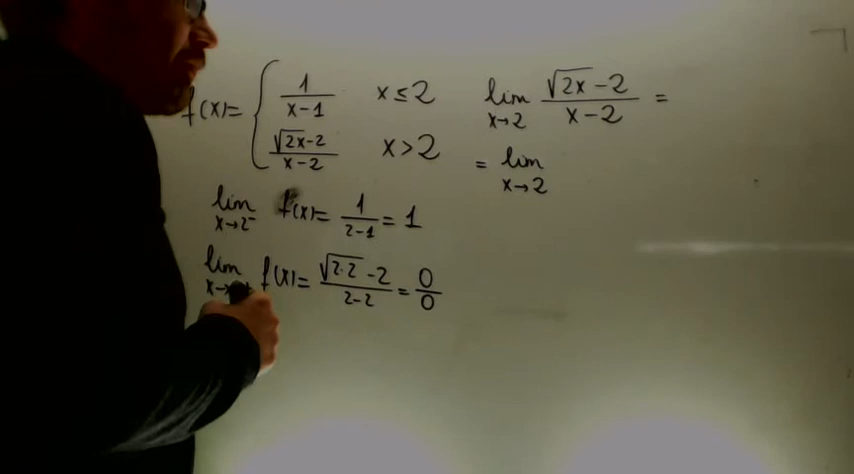 f(x)= { 1/(x-1) x≤2
(√2x-2)/(x-2) x>2
lim x→2⁻ f(x)= 1/(2-1) = 1
lim f(x)= (√2·2 -2)/(2-2) = 0/0
lim x→2 (√2x -2)/(x-2) =
= lim x→2